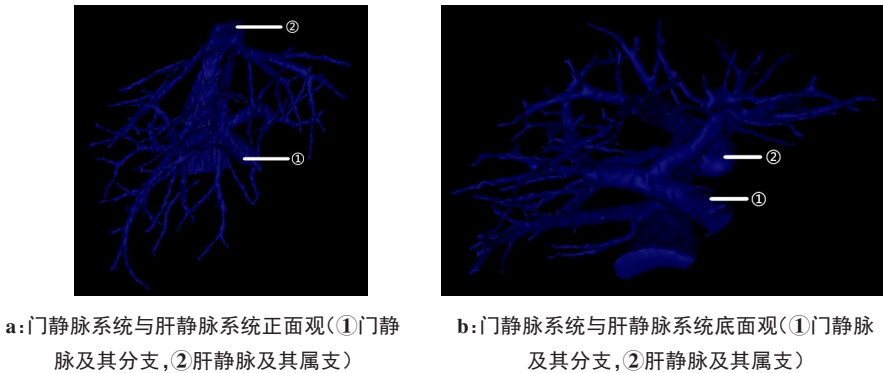 ②
①
②
①
a:门静脉系统与肝静脉系统正面观(①门静
脉及其分支,②肝静脉及其属支)
b:门静脉系统与肝静脉系统底面观(①门静脉
及其分支,②肝静脉及其属支)